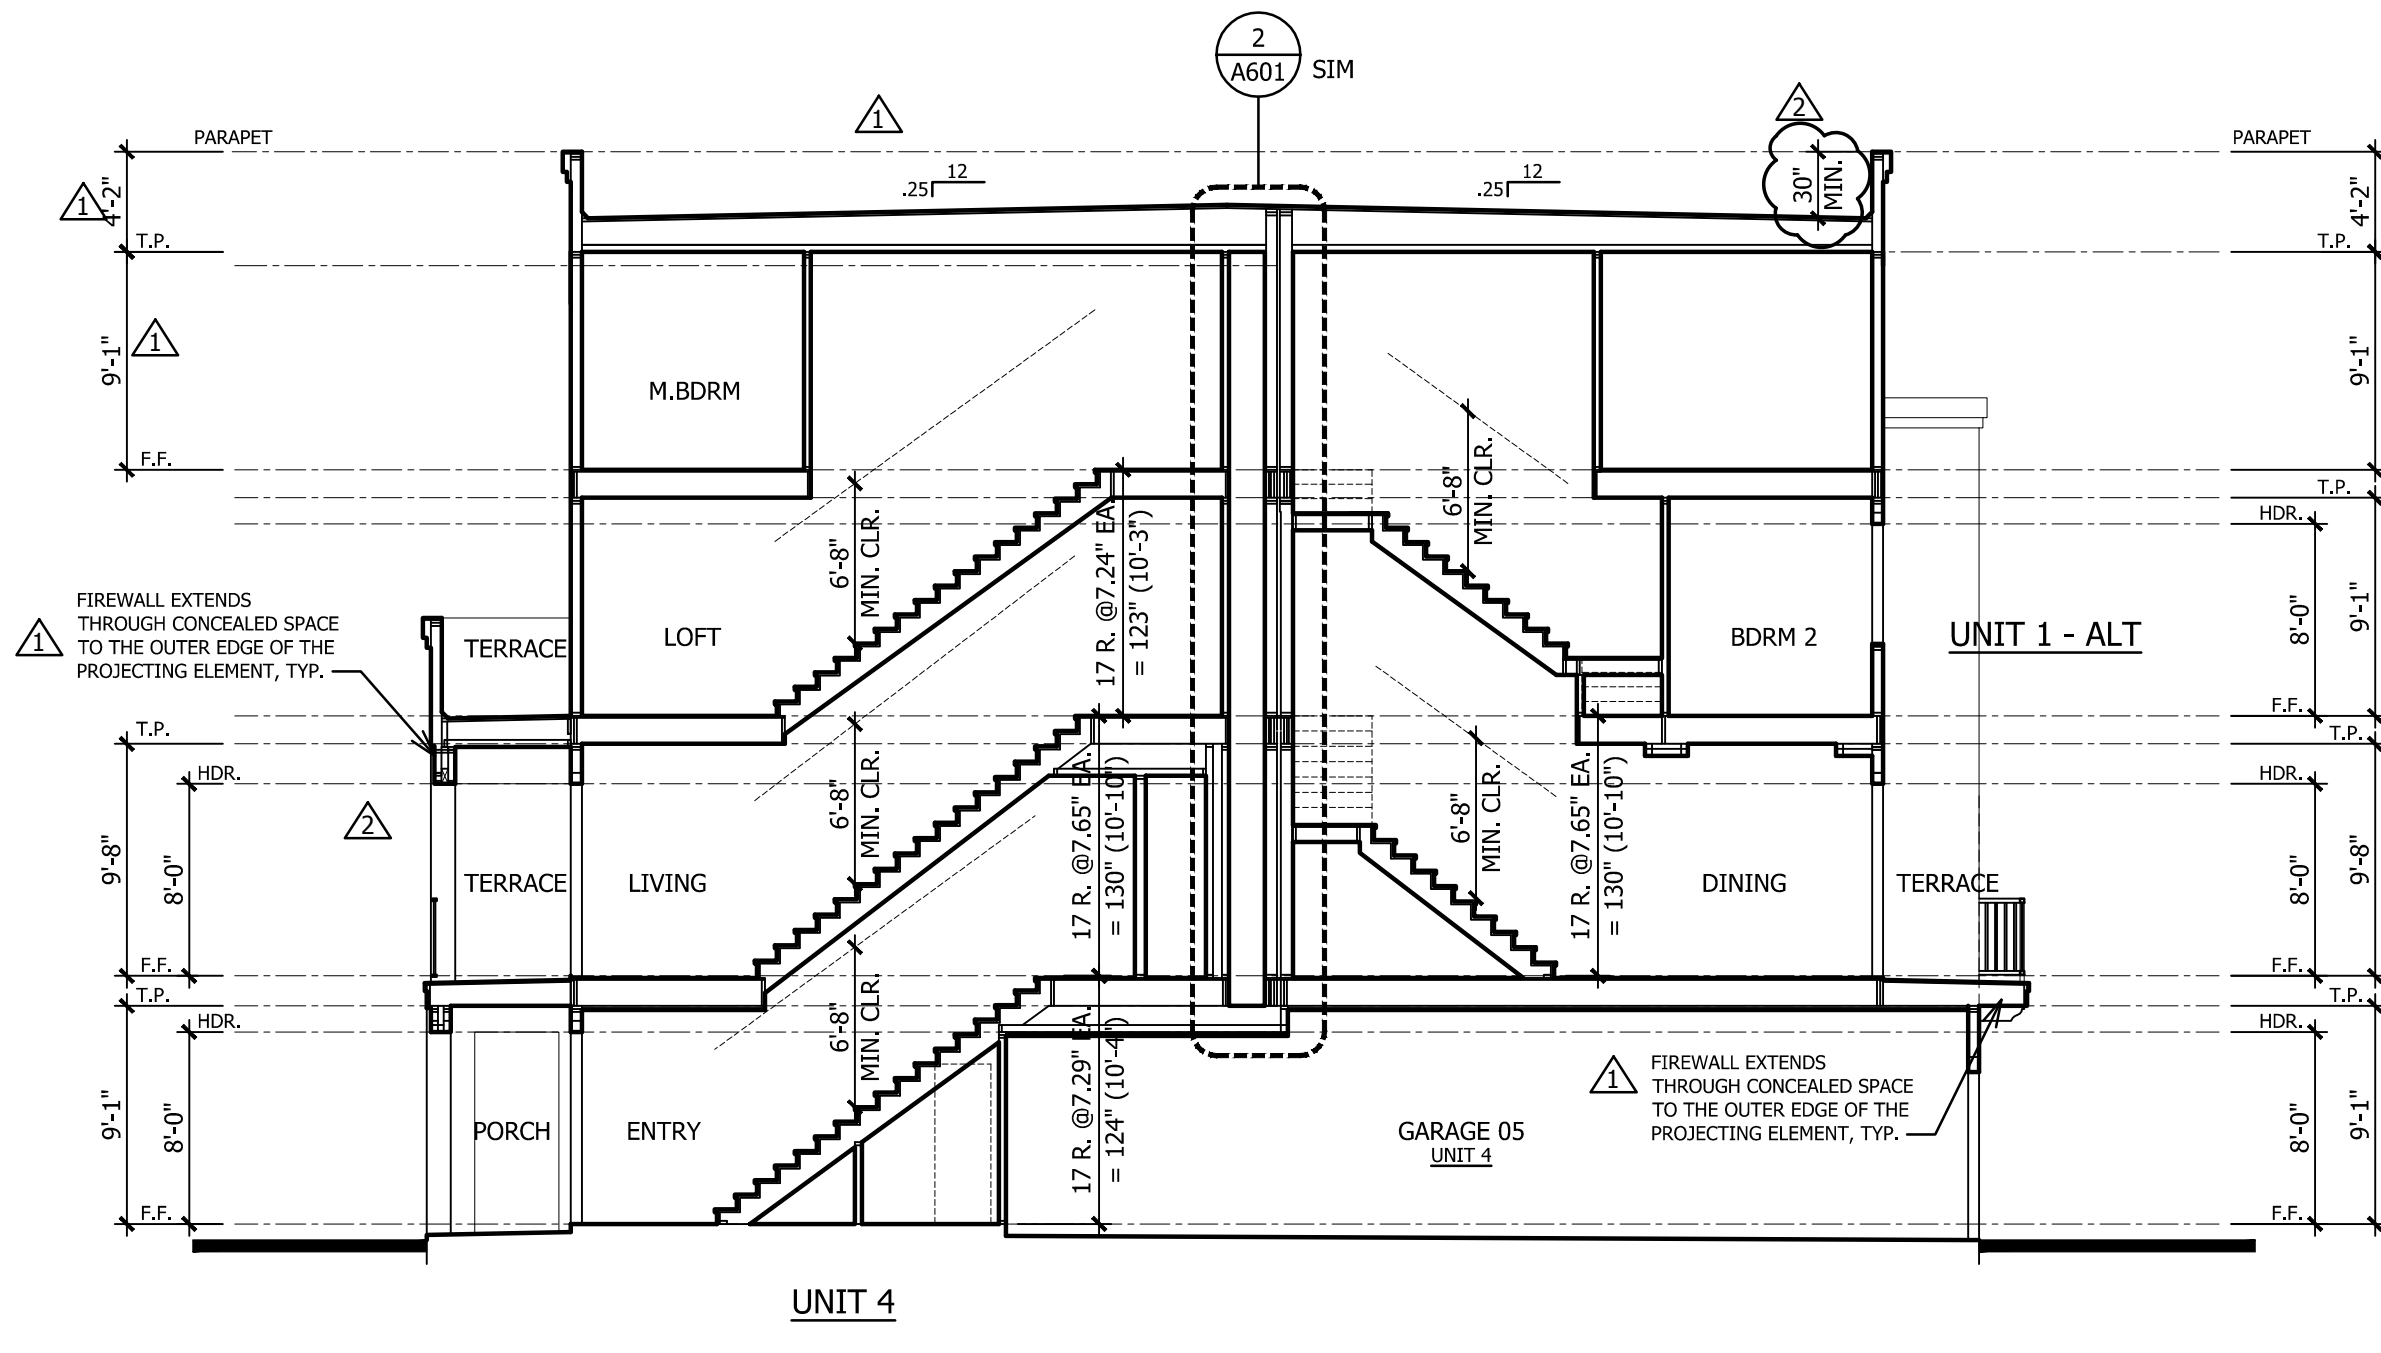 2
A601
SIM
1
2
PARAPET
PARAPET
12
.25
12
.25
30"
MIN.
1
4'-2"
4'-2"
T.P.
T.P.
1
9'-1"
9'-1"
M.BDRM
F.F.
6'-8"
MIN. CLR.
6'-8"
MIN. CLR.
T.P.
HDR.
17 R. @7.24" EA.
= 123" (10'-3")
1
FIREWALL EXTENDS
THROUGH CONCEALED SPACE
TO THE OUTER EDGE OF THE
PROJECTING ELEMENT, TYP.
TERRACE
LOFT
BDRM 2
UNIT 1 - ALT
8'-0"
9'-1"
F.F.
T.P.
T.P.
HDR.
HDR.
2
6'-8"
MIN. CLR.
17 R. @7.65" EA.
= 130" (10'-10")
6'-8"
MIN. CLR.
17 R. @7.65" EA.
= 130" (10'-10")
9'-8"
8'-0"
TERRACE
LIVING
DINING
TERRACE
8'-0"
9'-8"
F.F.
F.F.
T.P.
T.P.
HDR.
HDR.
6'-8"
MIN. CLR.
17 R. @7.29" EA.
= 124" (10'-4")
1
FIREWALL EXTENDS
THROUGH CONCEALED SPACE
TO THE OUTER EDGE OF THE
PROJECTING ELEMENT, TYP.
9'-1"
8'-0"
PORCH
ENTRY
GARAGE 05
UNIT 4
8'-0"
9'-1"
F.F.
F.F.
UNIT 4